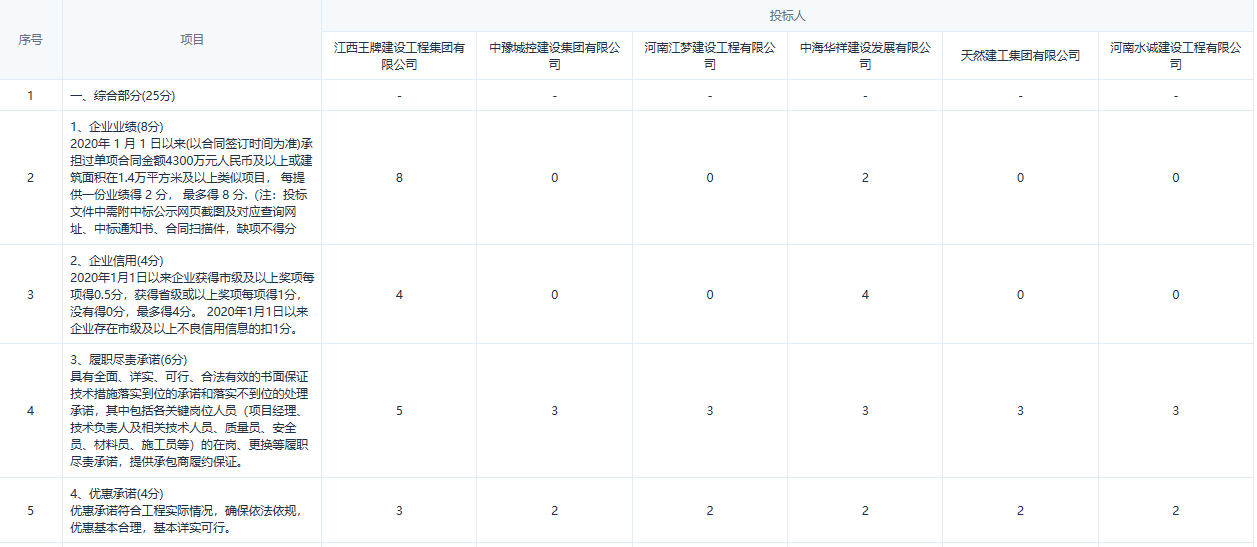 序号
项目
投标人
江西王牌建设工程集团有
限公司
中豫城控建设集团有限公
司
河南江梦建设工程有限公
司
中海华祥建设发展有限公
司
天然建工集团有限公司
河南水诚建设工程有限公
司
1
一、综合部分(25分)
-
-
-
-
-
-
2
1、企业业绩(8分)
2020年 1 月 1 日以来(以合同签订时间为准)承
担过单项合同金额4300万元人民币及以上或建
筑面积在1.4万平方米及以上类似项目， 每提
供一份业绩得 2 分， 最多得 8 分.（注：投标
文件中需附中标公示网页截图及对应查询网
址、中标通知书、合同扫描件，缺项不得分
8
0
0
2
0
0
3
2、企业信用(4分)
2020年1月1日以来企业获得市级及以上奖项每
项得0.5分，获得省级或以上奖项每项得1分，
没有得0分，最多得4分。 2020年1月1日以来
企业存在市级及以上不良信用信息的扣1分。
4
0
0
4
0
0
4
3、履职尽责承诺(6分)
具有全面、详实、可行、合法有效的书面保证
技术措施落实到位的承诺和落实不到位的处理
承诺，其中包括各关键岗位人员（项目经理、
技术负责人及相关技术人员、质量员、安全
员、材料员、施工员等）的在岗、更换等履职
尽责承诺，提供承包商履约保证。
5
3
3
3
3
3
5
4、优惠承诺(4分)
优惠承诺符合工程实际情况，确保依法依规，
优惠基本合理，基本详实可行。
3
2
2
2
2
2